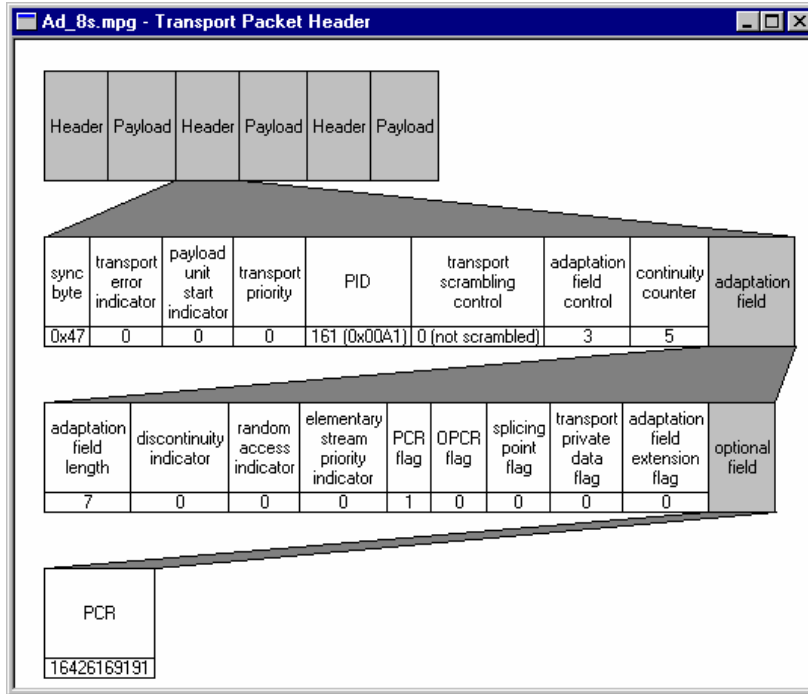 Ad_8s.mpg - Transport Packet Header
Header Payload Header Payload Header Payload
sync byte
transport error indicator
payload unit start indicator
transport priority
PID
transport scrambling control
adaptation field control
continuity counter
adaptation field
0x47 0 0 0 161 (0x00A1) 0 (not scrambled) 3 5
adaptation field length
discontinuity indicator
random access indicator
elementary stream priority indicator
PCR flag
OPCR flag
splicing point flag
transport private data flag
adaptation field extension flag
optional field
7 0 0 0 1 0 0 0 0
PCR
16426169191